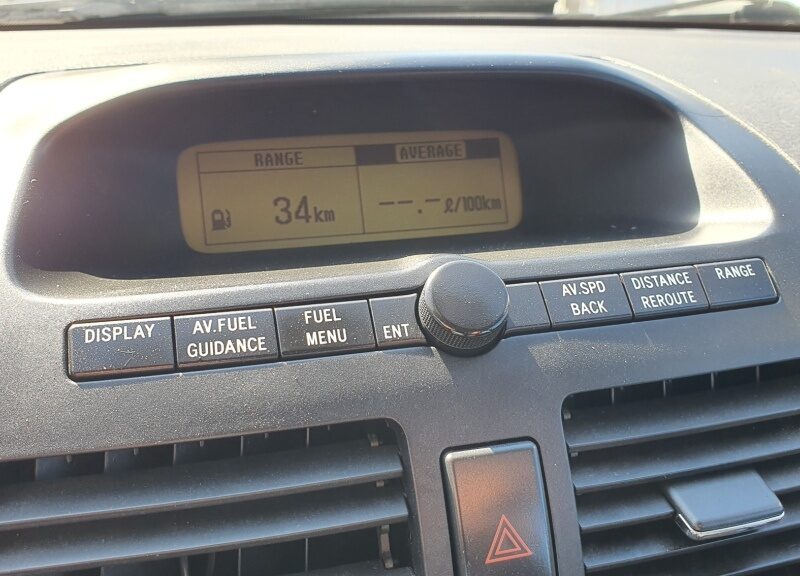 RANGE
AVERAGE
34km
--.-ℓ/100km
DISPLAY
AV.FUEL
GUIDANCE
FUEL
MENU
ENT
AV.SPD
BACK
DISTANCE
REROUTE
RANGE